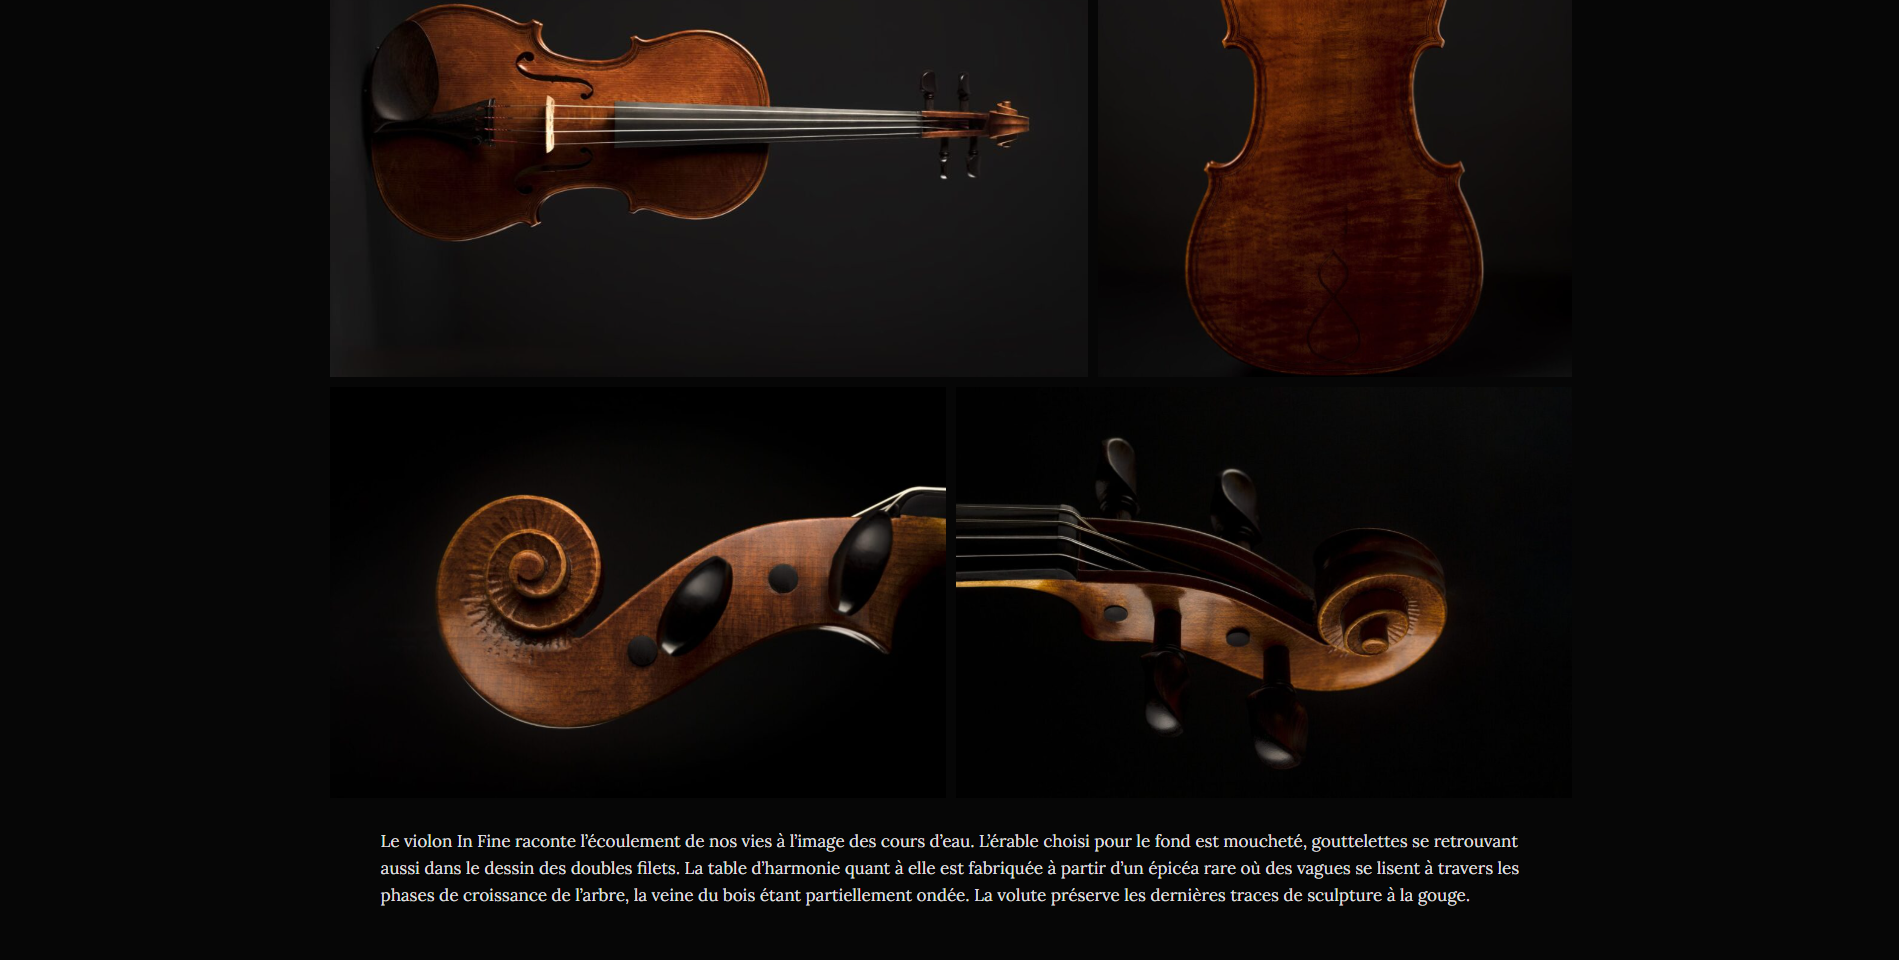 Le violon In Fine raconte l’écoulement de nos vies à l’image des cours d’eau. L’érable choisi pour le fond est moucheté, gouttelettes se retrouvant
aussi dans le dessin des doubles filets. La table d’harmonie quant à elle est fabriquée à partir d’un épicéa rare où des vagues se lisent à travers les
phases de croissance de l’arbre, la veine du bois étant partiellement ondée. La volute préserve les dernières traces de sculpture à la gouge.